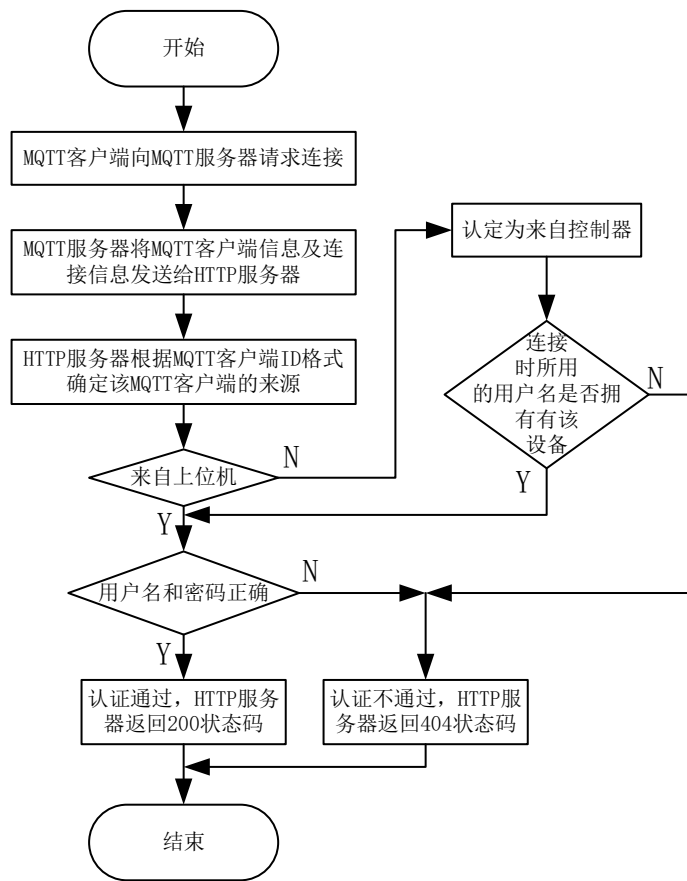 开始
MQTT客户端向MQTT服务器请求连接
MQTT服务器将MQTT客户端信息及连
接信息发送给HTTP服务器
HTTP服务器根据MQTT客户端ID格式
确定该MQTT客户端的来源
来自上位机
N
Y
认定为来自控制器
连接
时所用
的用户名是否拥
有有该
设备
N
Y
用户名和密码正确
N
Y
认证通过，HTTP服务
器返回200状态码
认证不通过，HTTP服
务器返回404状态码
结束